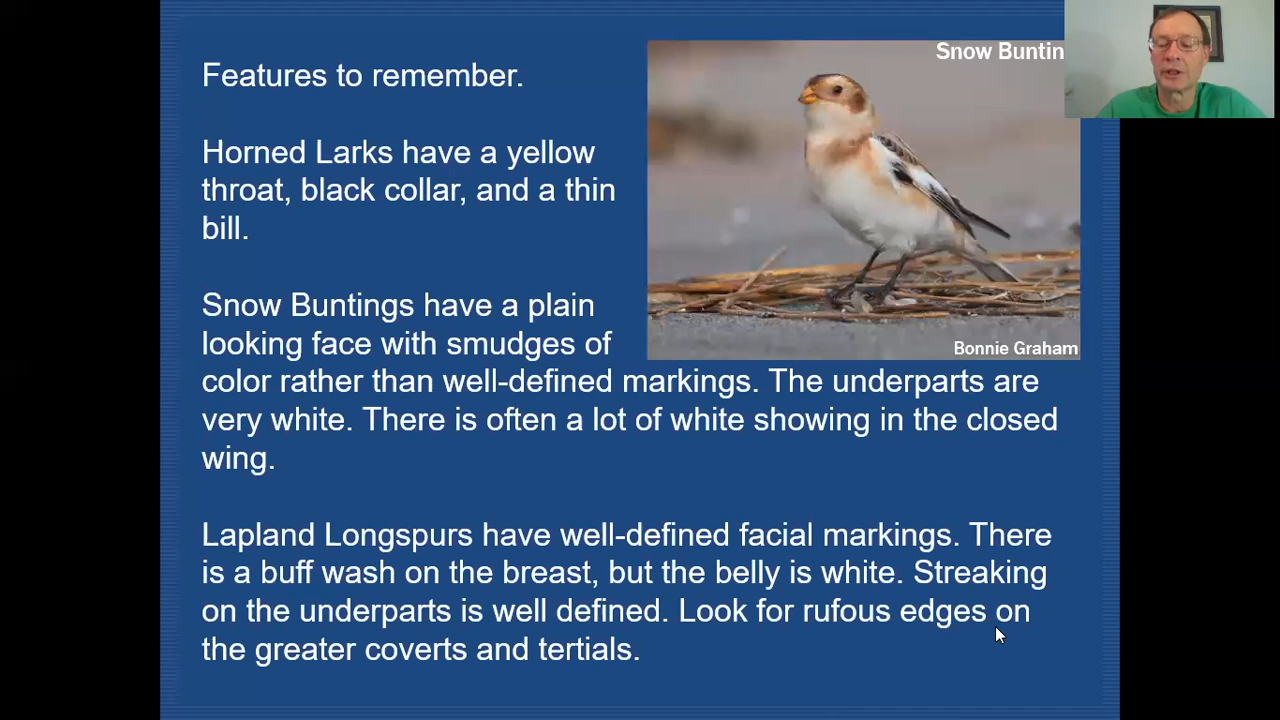 Features to remember.
Snow Buntin
Horned Larks have a yellow
throat, black collar, and a thin
bill.
Snow Buntings have a plain
looking face with smudges of
Bonnie Graham
color rather than well-defined markings. The underparts are
very white. There is often a lot of white showing in the closed
wing.
Lapland Longspurs have well-defined facial markings. There
is a buff wash on the breast, but the belly is white. Streaking
on the underparts is well defined. Look for rufous edges on
the greater coverts and tertials.